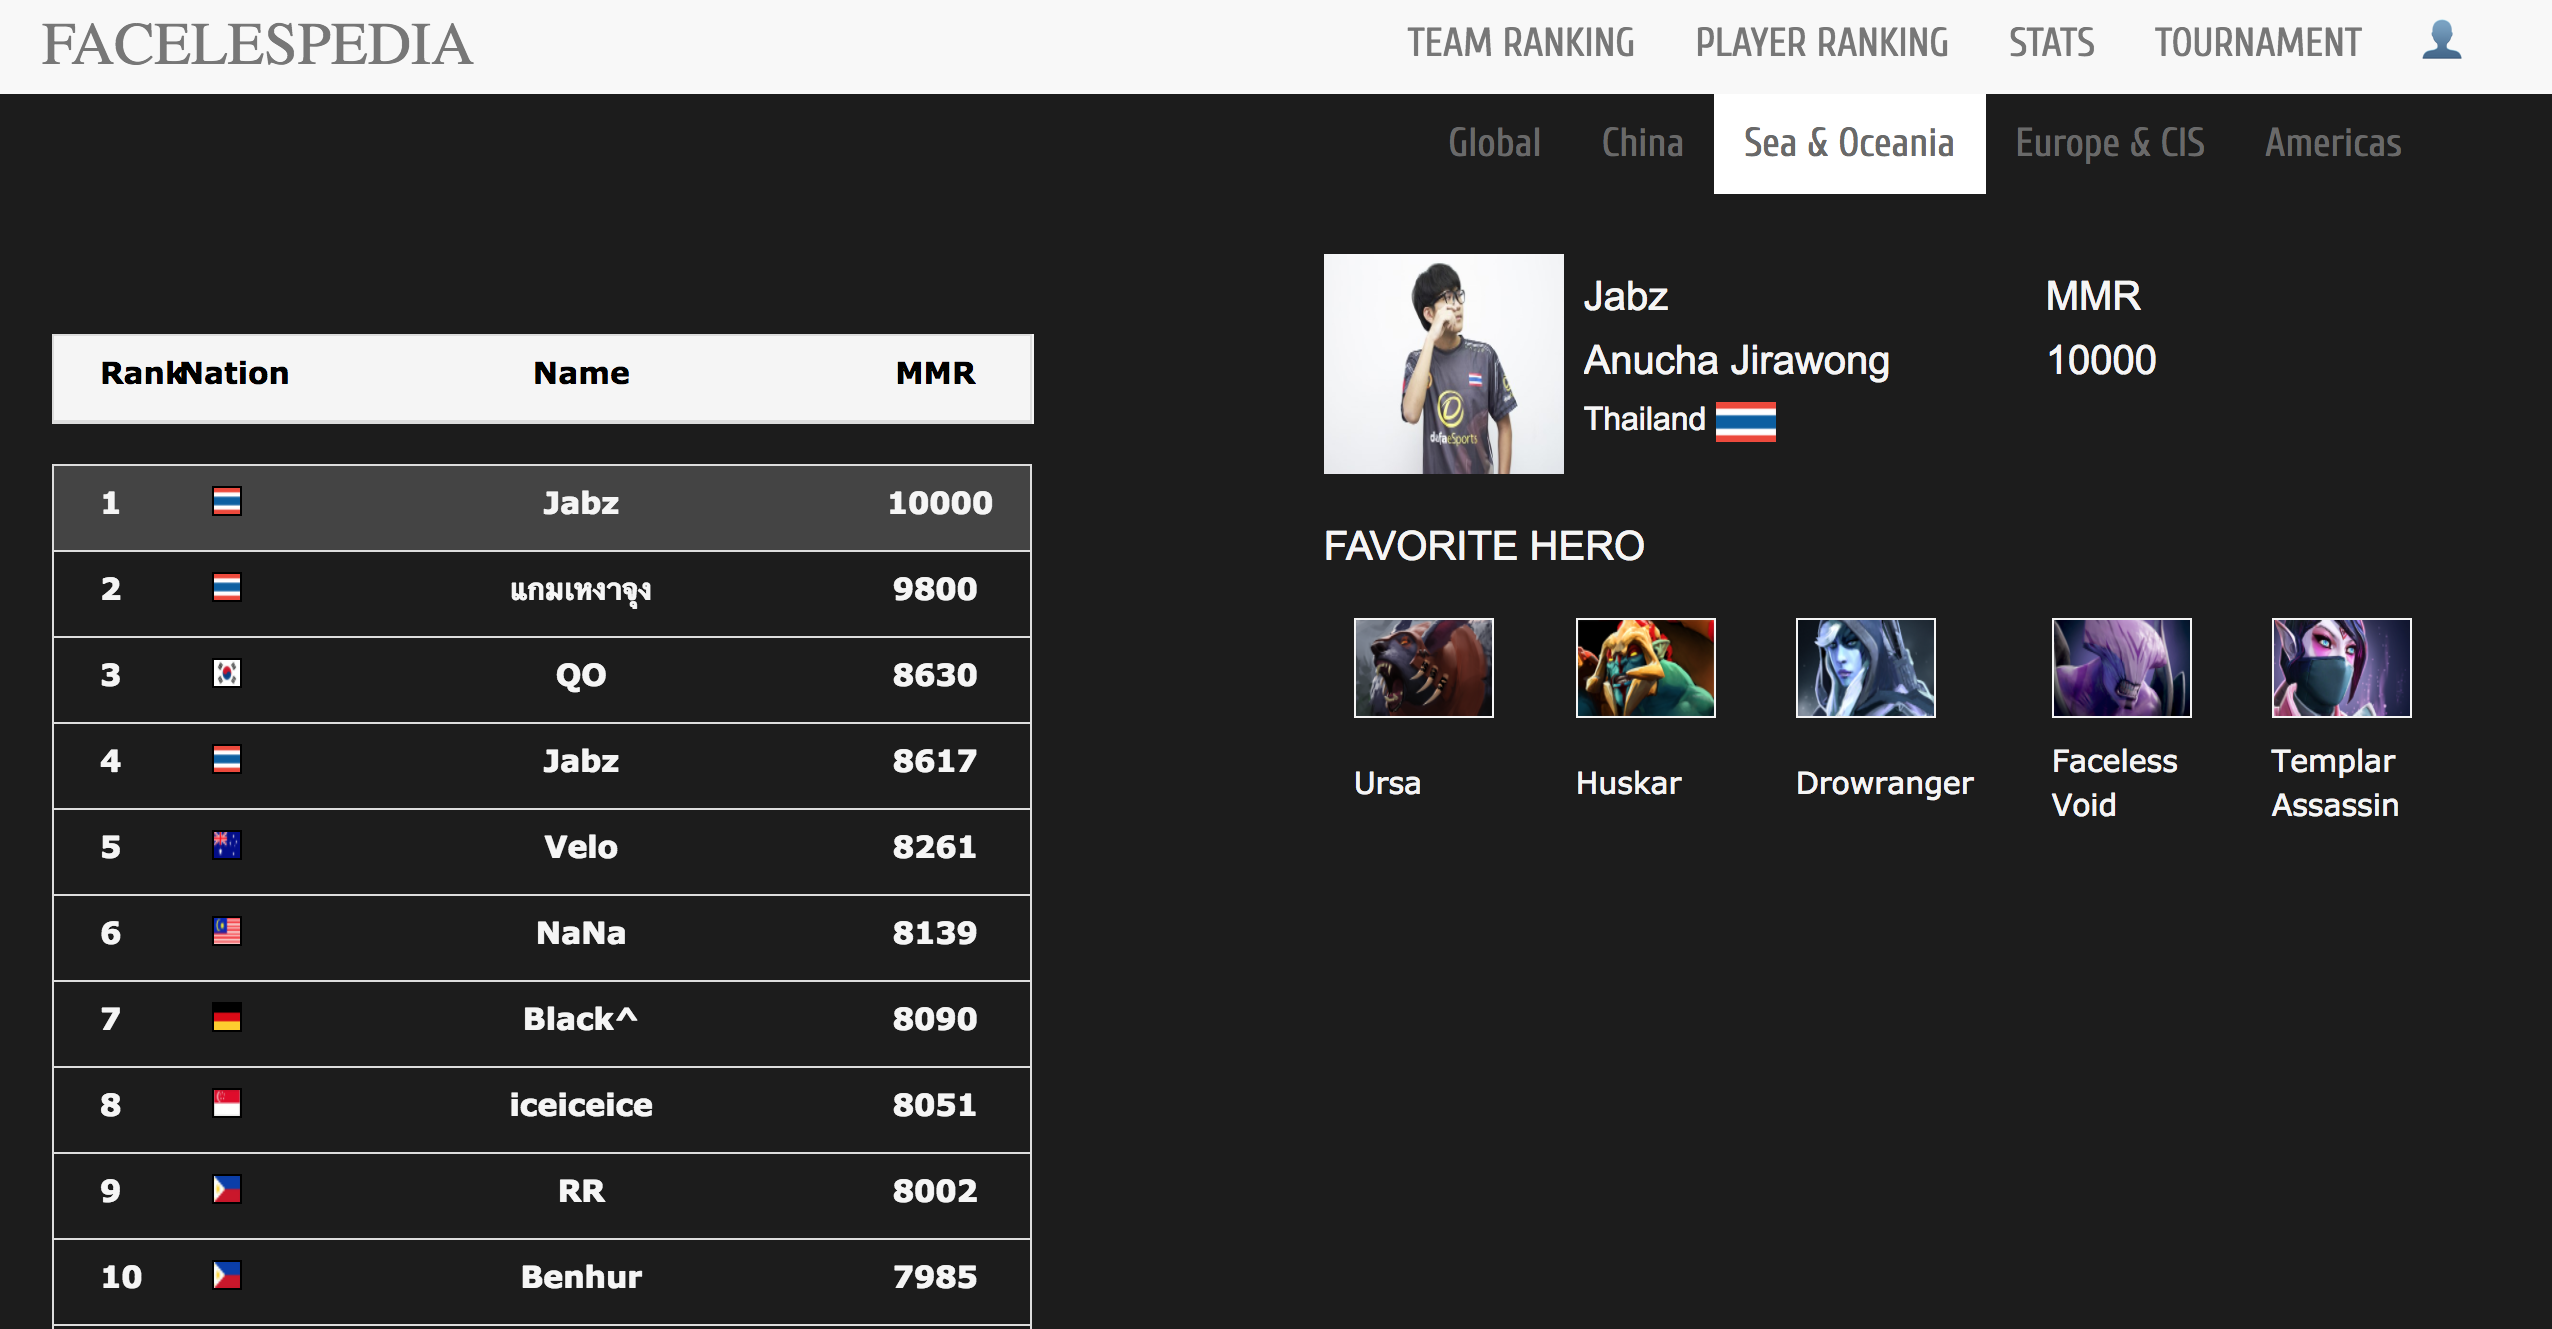 FACELESPEDIA
TEAM RANKING PLAYER RANKING STATS TOURNAMENT
Global China Sea & Oceania Europe & CIS Americas
Rank Nation Name MMR
1 Jabz 10000
2 แกมเหงาจุง 9800
3 QO 8630
4 Jabz 8617
5 Velo 8261
6 NaNa 8139
7 Black^ 8090
8 iceiceice 8051
9 RR 8002
10 Benhur 7985
Jabz
Anucha Jirawong
Thailand
MMR
10000
dafaeSports
FAVORITE HERO
Ursa
Huskar
Drowranger
Faceless
Void
Templar
Assassin